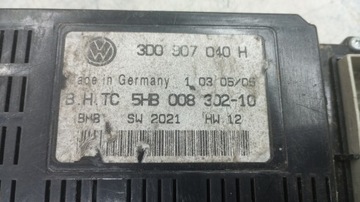 3D0 907 040 H
Made in Germany 1 03/05/05
B.H.TC 5HB 008 302-10
BHB SW 2021 HW.12